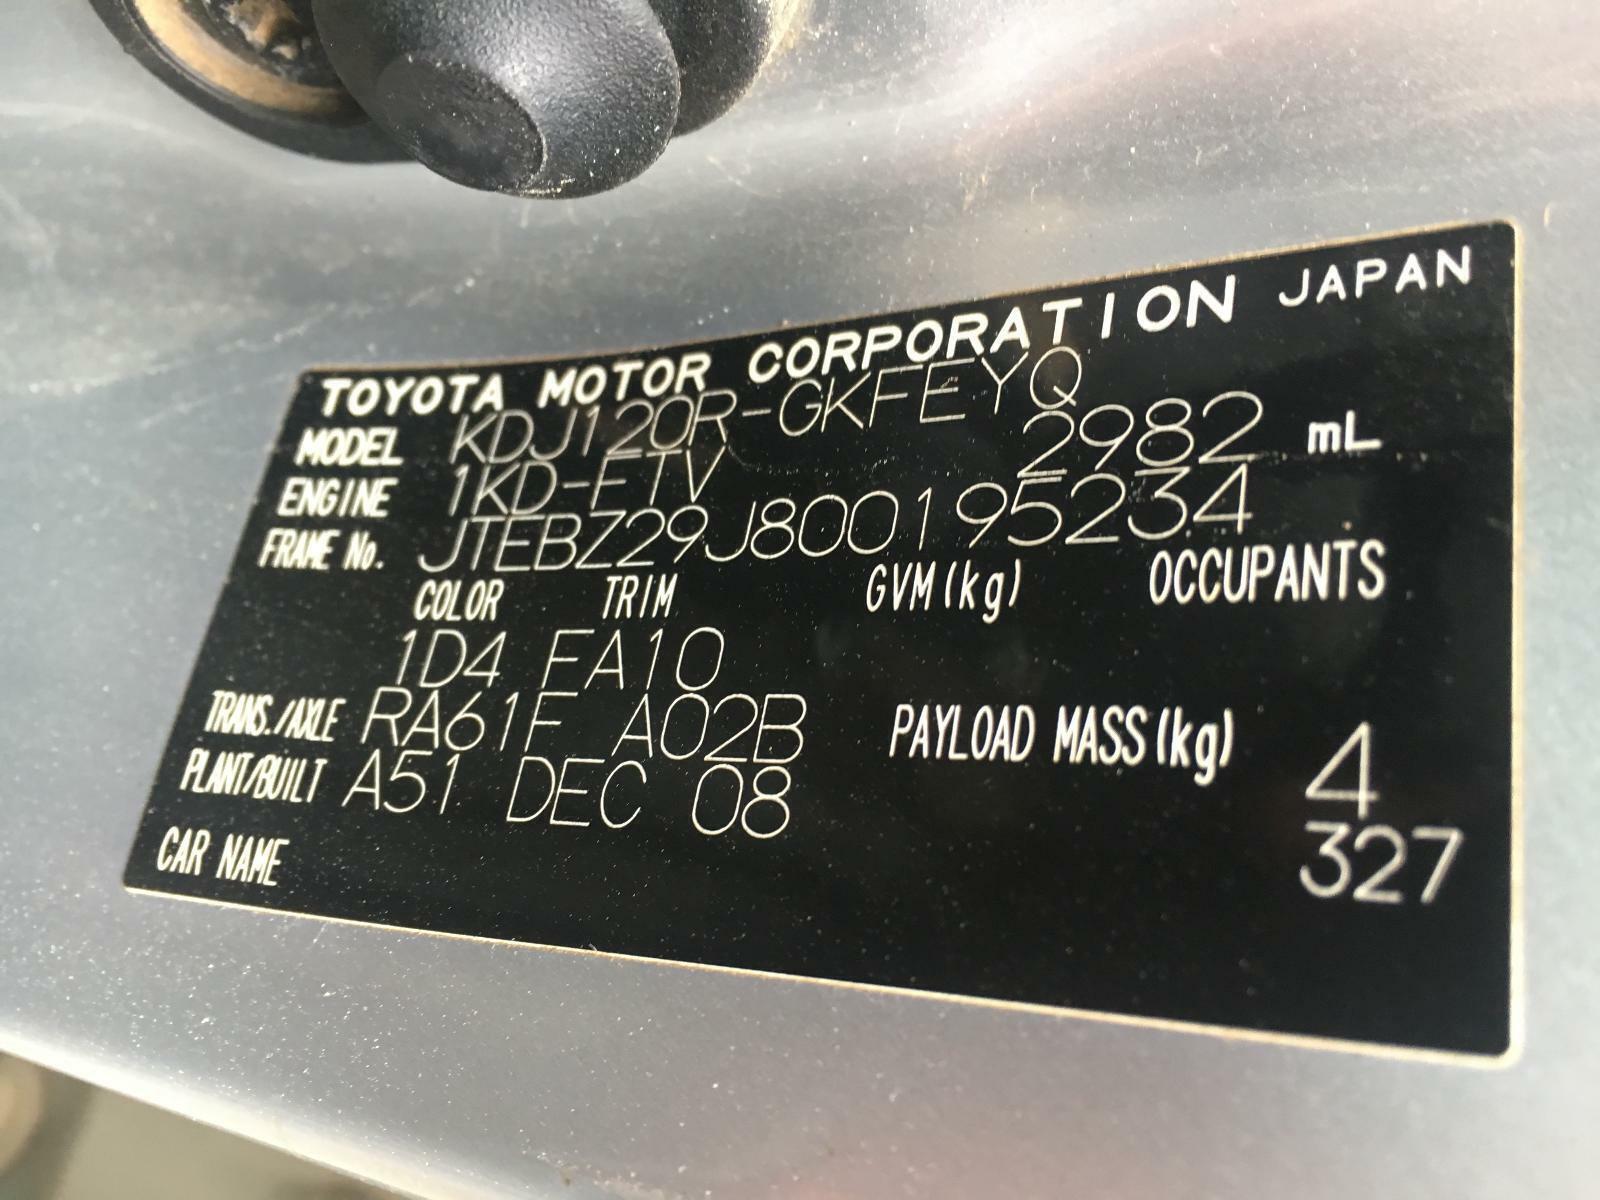 TOYOTA MOTOR CORPORATION JAPAN
MODEL KDJ120R-GKFEYQ
ENGINE 1KD-FTV 2982 mL
FRAME No. JTEBZ29J800195234
COLOR TRIM GVM(kg) OCCUPANTS
1D4 FA10
TRANS./AXLE RA61F A02B PAYLOAD MASS(kg) 4
PLANT/BUILT A51 DEC 08 327
CAR NAME